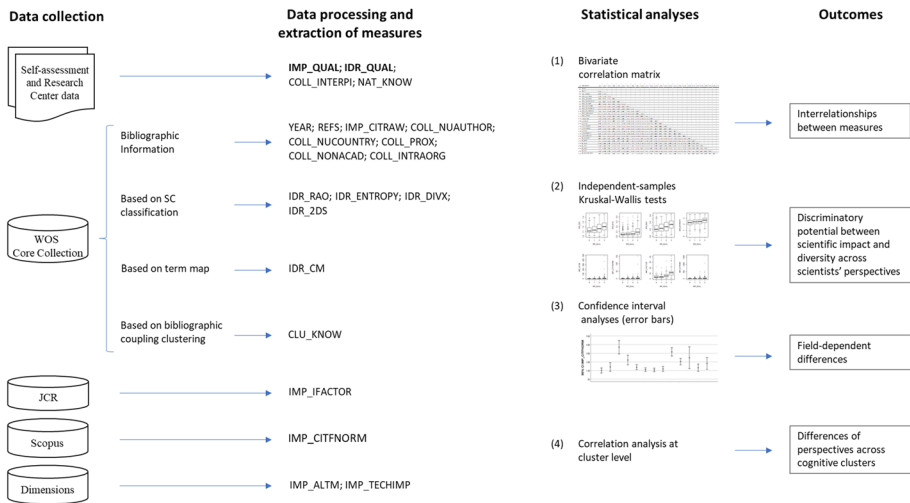 Data collection
Data processing and
extraction of measures
Statistical analyses
Outcomes
Self-assessment
and Research
Center data
IMP_QUAL; IDR_QUAL;
COLL_INTERPI; NAT_KNOW
WOS
Core Collection
Bibliographic
Information
YEAR; REFS; IMP_CITRAW; COLL_NUAUTHOR;
COLL_NUCOUNTRY; COLL_PROX;
COLL_NONACAD; COLL_INTRAORG
Based on SC
classification
IDR_RAO; IDR_ENTROPY; IDR_DIVX;
IDR_2DS
Based on term map
IDR_CM
Based on bibliographic
coupling clustering
CLU_KNOW
JCR
IMP_IFACTOR
Scopus
IMP_CITFNORM
Dimensions
IMP_ALTM; IMP_TECHIMP
(1) Bivariate
correlation matrix
Interrelationships
between measures
(2) Independent-samples
Kruskal-Wallis tests
Discriminatory
potential between
scientific impact and
diversity across
scientists' perspectives
(3) Confidence interval
analyses (error bars)
Field-dependent
differences
(4) Correlation analysis at
cluster level
Differences of
perspectives across
cognitive clusters